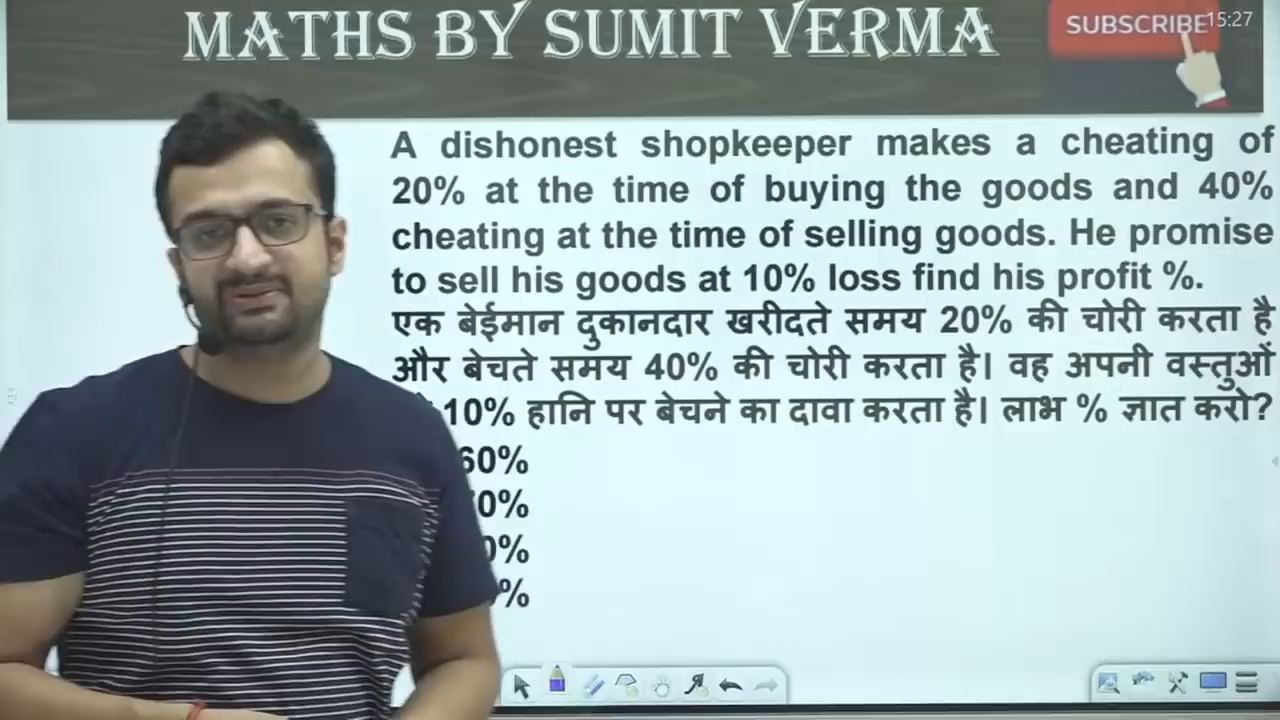 MATHS BY SUMIT VERMA
SUBSCRIBE
15:27
A dishonest shopkeeper makes a cheating of
20% at the time of buying the goods and 40%
cheating at the time of selling goods. He promise
to sell his goods at 10% loss find his profit %.
एक बेईमान दुकानदार खरीदते समय 20% की चोरी करता है
और बेचते समय 40% की चोरी करता है। वह अपनी वस्तुओं
10% हानि पर बेचने का दावा करता है। लाभ % ज्ञात करो?
60%
0%
0%
%